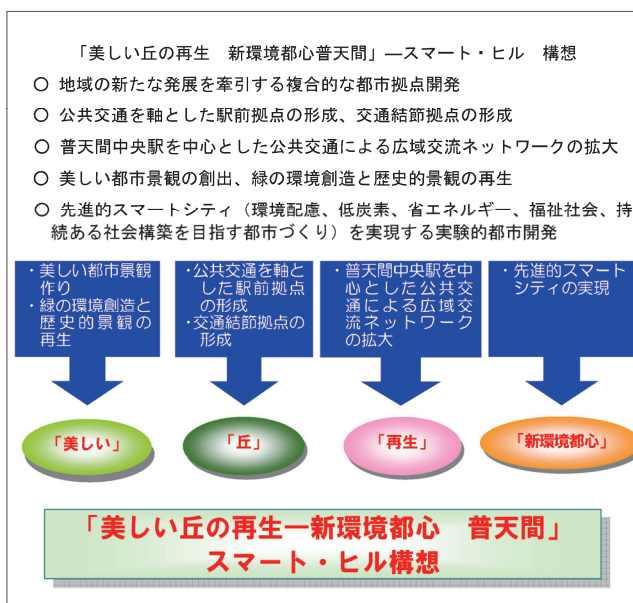 「美しい丘の再生　新環境都心普天間」―スマート・ヒル　構想
○ 地域の新たな発展を牽引する複合的な都市拠点開発
○ 公共交通を軸とした駅前拠点の形成、交通結節拠点の形成
○ 普天間中央駅を中心とした公共交通による広域交流ネットワークの拡大
○ 美しい都市景観の創出、緑の環境創造と歴史的景観の再生
○ 先進的スマートシティ（環境配慮、低炭素、省エネルギー、福祉社会、持
続ある社会構築を目指す都市づくり）を実現する実験的都市開発
・美しい都市景観
作り
・緑の環境創造と
歴史的景観の
再生
・公共交通を軸と
した駅前拠点
の形成
・交通結節拠点の
形成
・普天間中央駅を中
心とした公共交
通による広域交
流ネットワーク
の拡大
・先進的スマート
シティの実現
「美しい」
「丘」
「再生」
「新環境都心」
「美しい丘の再生―新環境都心　普天間」
スマート・ヒル構想